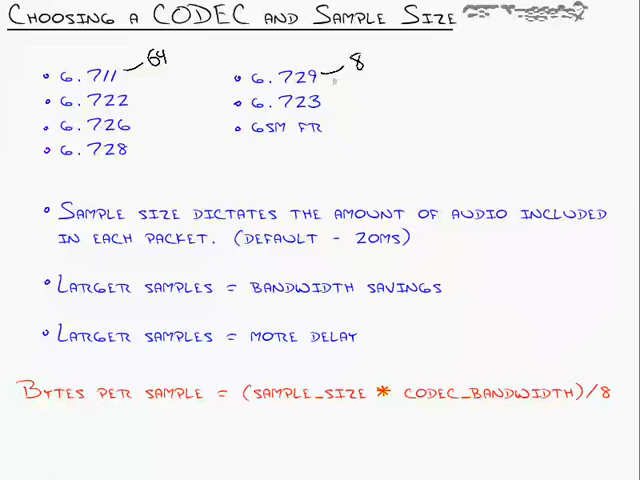 CHOOSING A CODEC AND SAMPLE SIZE
64
8
• G.711
• G.722
• G.726
• G.728
• G.729
• G.723
• GSM FR
• SAMPLE SIZE DICTATES THE AMOUNT OF AUDIO INCLUDED
IN EACH PACKET. (DEFAULT - 20MS)
• LARGER SAMPLES = BANDWIDTH SAVINGS
• LARGER SAMPLES = MORE DELAY
BYTES PER SAMPLE = (SAMPLE_SIZE * CODEC_BANDWIDTH)/8